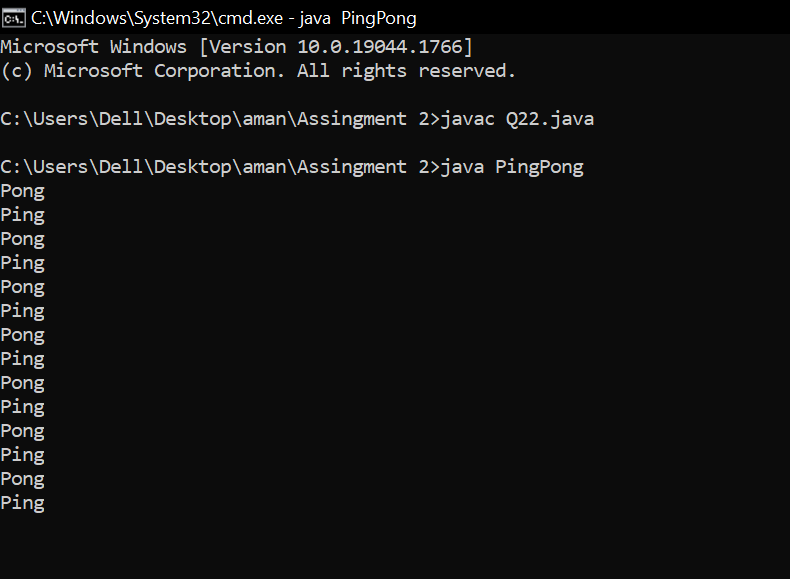 C:\Windows\System32\cmd.exe - java  PingPong
Microsoft Windows [Version 10.0.19044.1766]
(c) Microsoft Corporation. All rights reserved.
C:\Users\Dell\Desktop\aman\Assingment 2>javac Q22.java
C:\Users\Dell\Desktop\aman\Assingment 2>java PingPong
Pong
Ping
Pong
Ping
Pong
Ping
Pong
Ping
Pong
Ping
Pong
Ping
Pong
Ping